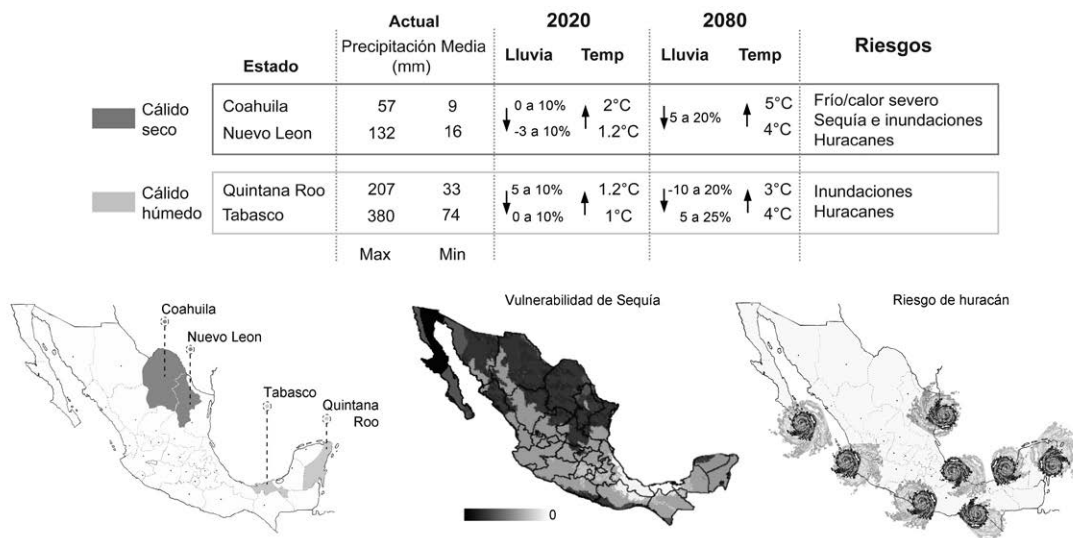 Actual 2020 2080 Riesgos
Precipitación Media
(mm)
Lluvia Temp Lluvia Temp
Estado
Cálido
seco
Coahuila 57 9 0 a 10% 2°C 5 a 20% 5°C Frío/calor severo
Nuevo Leon 132 16 -3 a 10% 1.2°C 4°C Sequía e inundaciones
Huracanes
Cálido
húmedo
Quintana Roo 207 33 5 a 10% 1.2°C -10 a 20% 3°C Inundaciones
Tabasco 380 74 0 a 10% 1°C 5 a 25% 4°C Huracanes
Max Min
Coahuila
Nuevo Leon
Tabasco
Quintana
Roo
Vulnerabilidad de Sequía
0
Riesgo de huracán